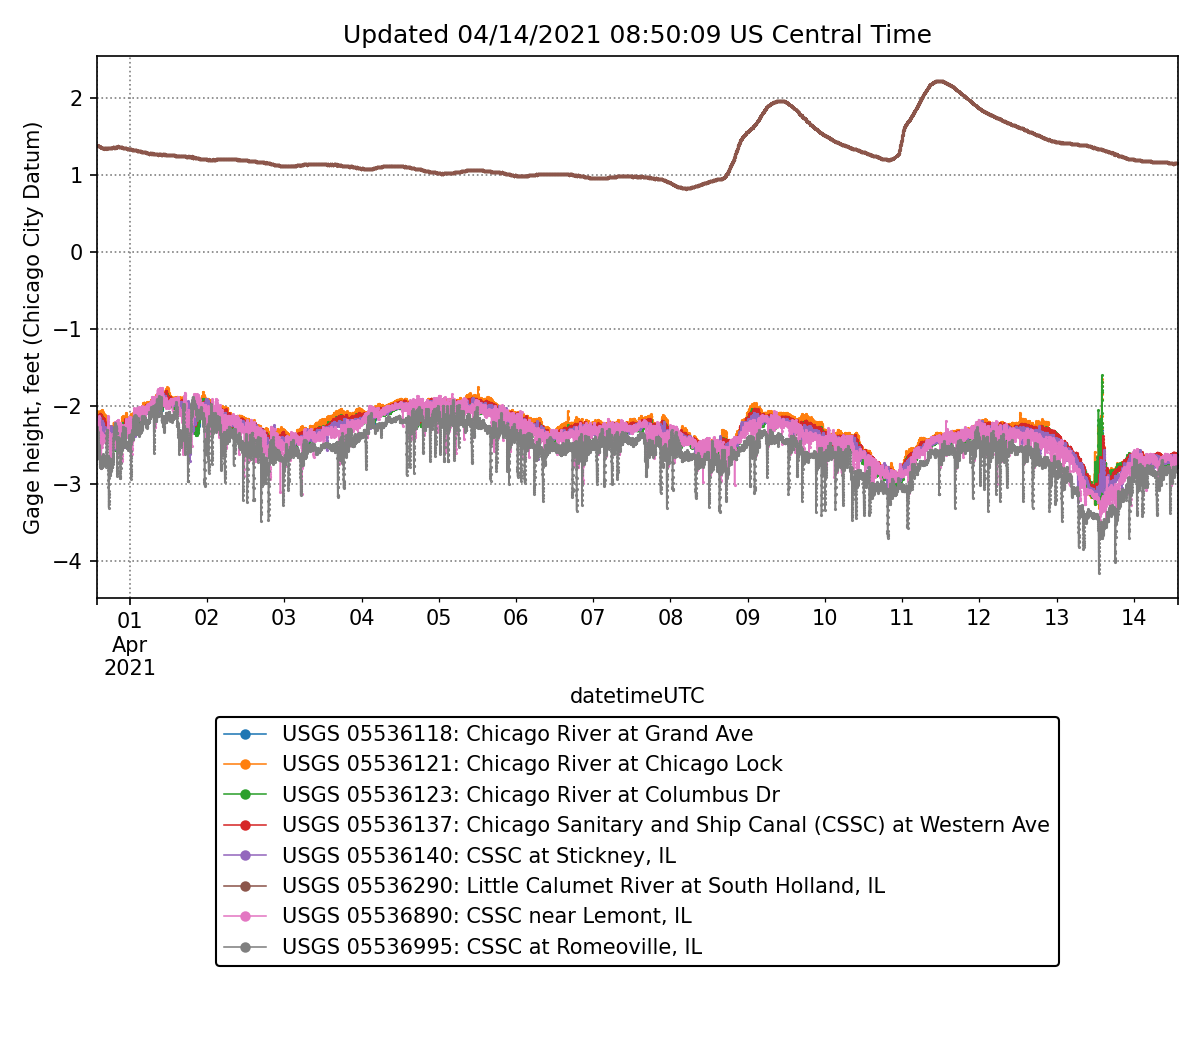 Updated 04/14/2021 08:50:09 US Central Time
Gage height, feet (Chicago City Datum)
2
1
0
−1
−2
−3
−4
01 02 03 04 05 06 07 08 09 10 11 12 13 14
Apr
2021
datetimeUTC
USGS 05536118: Chicago River at Grand Ave
USGS 05536121: Chicago River at Chicago Lock
USGS 05536123: Chicago River at Columbus Dr
USGS 05536137: Chicago Sanitary and Ship Canal (CSSC) at Western Ave
USGS 05536140: CSSC at Stickney, IL
USGS 05536290: Little Calumet River at South Holland, IL
USGS 05536890: CSSC near Lemont, IL
USGS 05536995: CSSC at Romeoville, IL